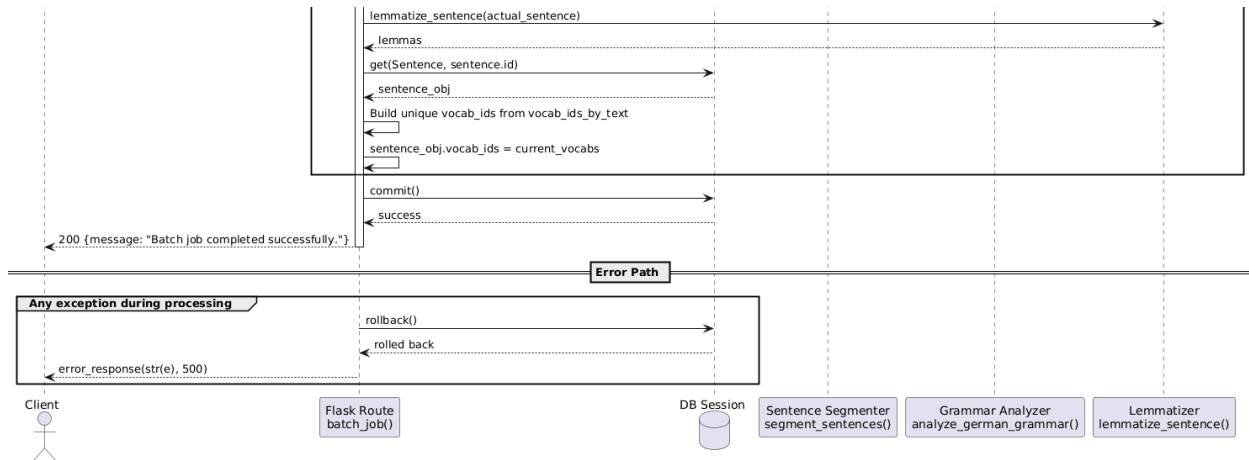 lemmatize_sentence(actual_sentence)
lemmas
get(Sentence, sentence.id)
sentence_obj
Build unique vocab_ids from vocab_ids_by_text
sentence_obj.vocab_ids = current_vocabs
commit()
success
200 {message: "Batch job completed successfully."}
Error Path
Any exception during processing
rollback()
rolled back
error_response(str(e), 500)
Client
Flask Route
batch_job()
DB Session
Sentence Segmenter
segment_sentences()
Grammar Analyzer
analyze_german_grammar()
Lemmatizer
lemmatize_sentence()